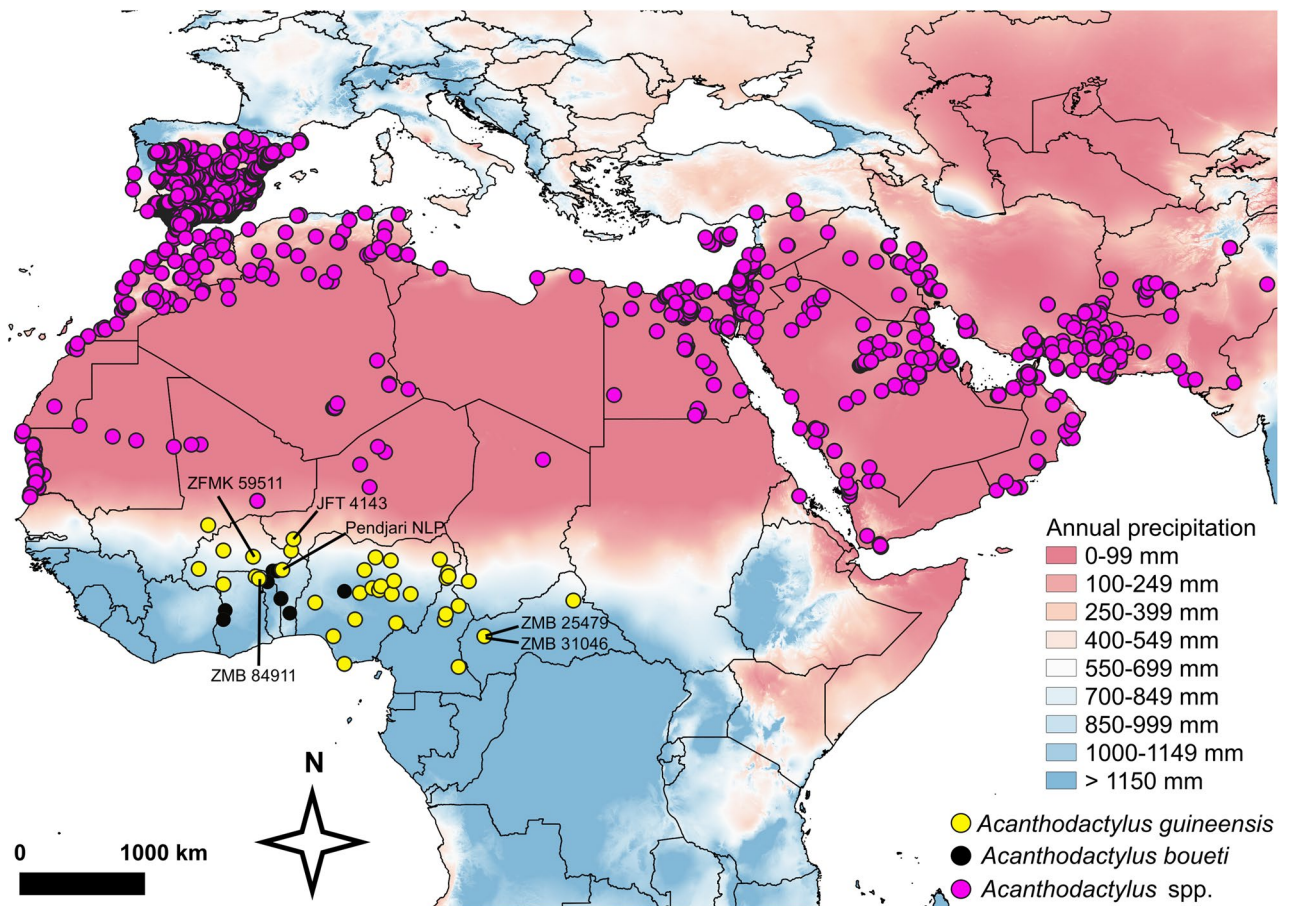 ZFMK 59511
JFT 4143
Pendjari NLP
ZMB 25479
ZMB 31046
ZMB 84911
Annual precipitation
0-99 mm
100-249 mm
250-399 mm
400-549 mm
550-699 mm
700-849 mm
850-999 mm
1000-1149 mm
> 1150 mm
N
0 1000 km
Acanthodactylus guineensis
Acanthodactylus boueti
Acanthodactylus spp.